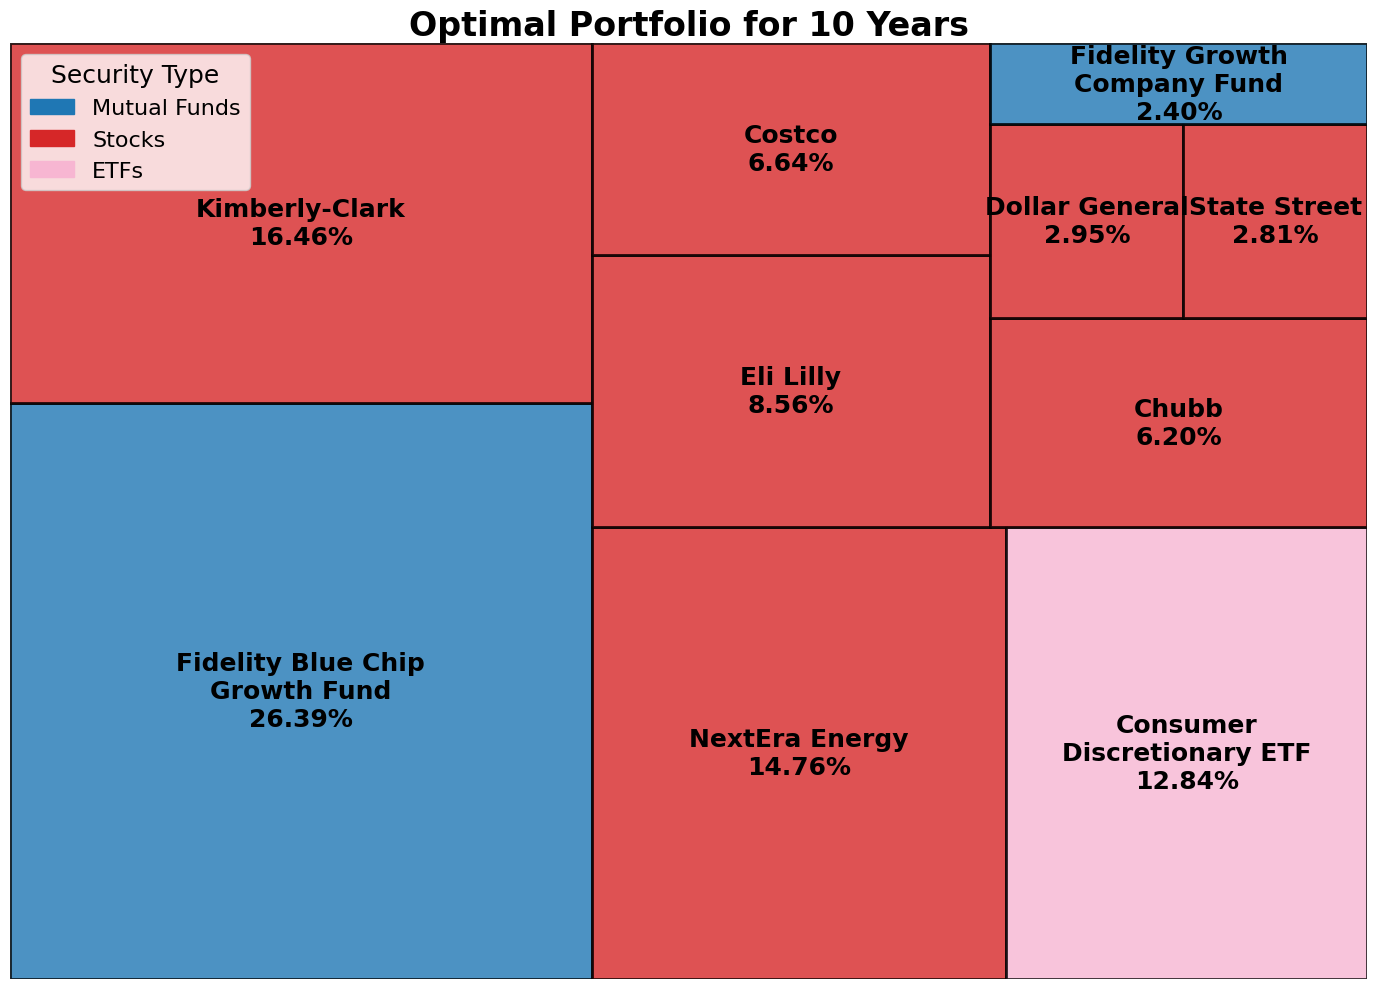 Optimal Portfolio for 10 Years
Security Type
Mutual Funds
Stocks
ETFs
Kimberly-Clark
16.46%
Fidelity Blue Chip
Growth Fund
26.39%
Costco
6.64%
Eli Lilly
8.56%
NextEra Energy
14.76%
Fidelity Growth
Company Fund
2.40%
Dollar General
2.95%
State Street
2.81%
Chubb
6.20%
Consumer
Discretionary ETF
12.84%